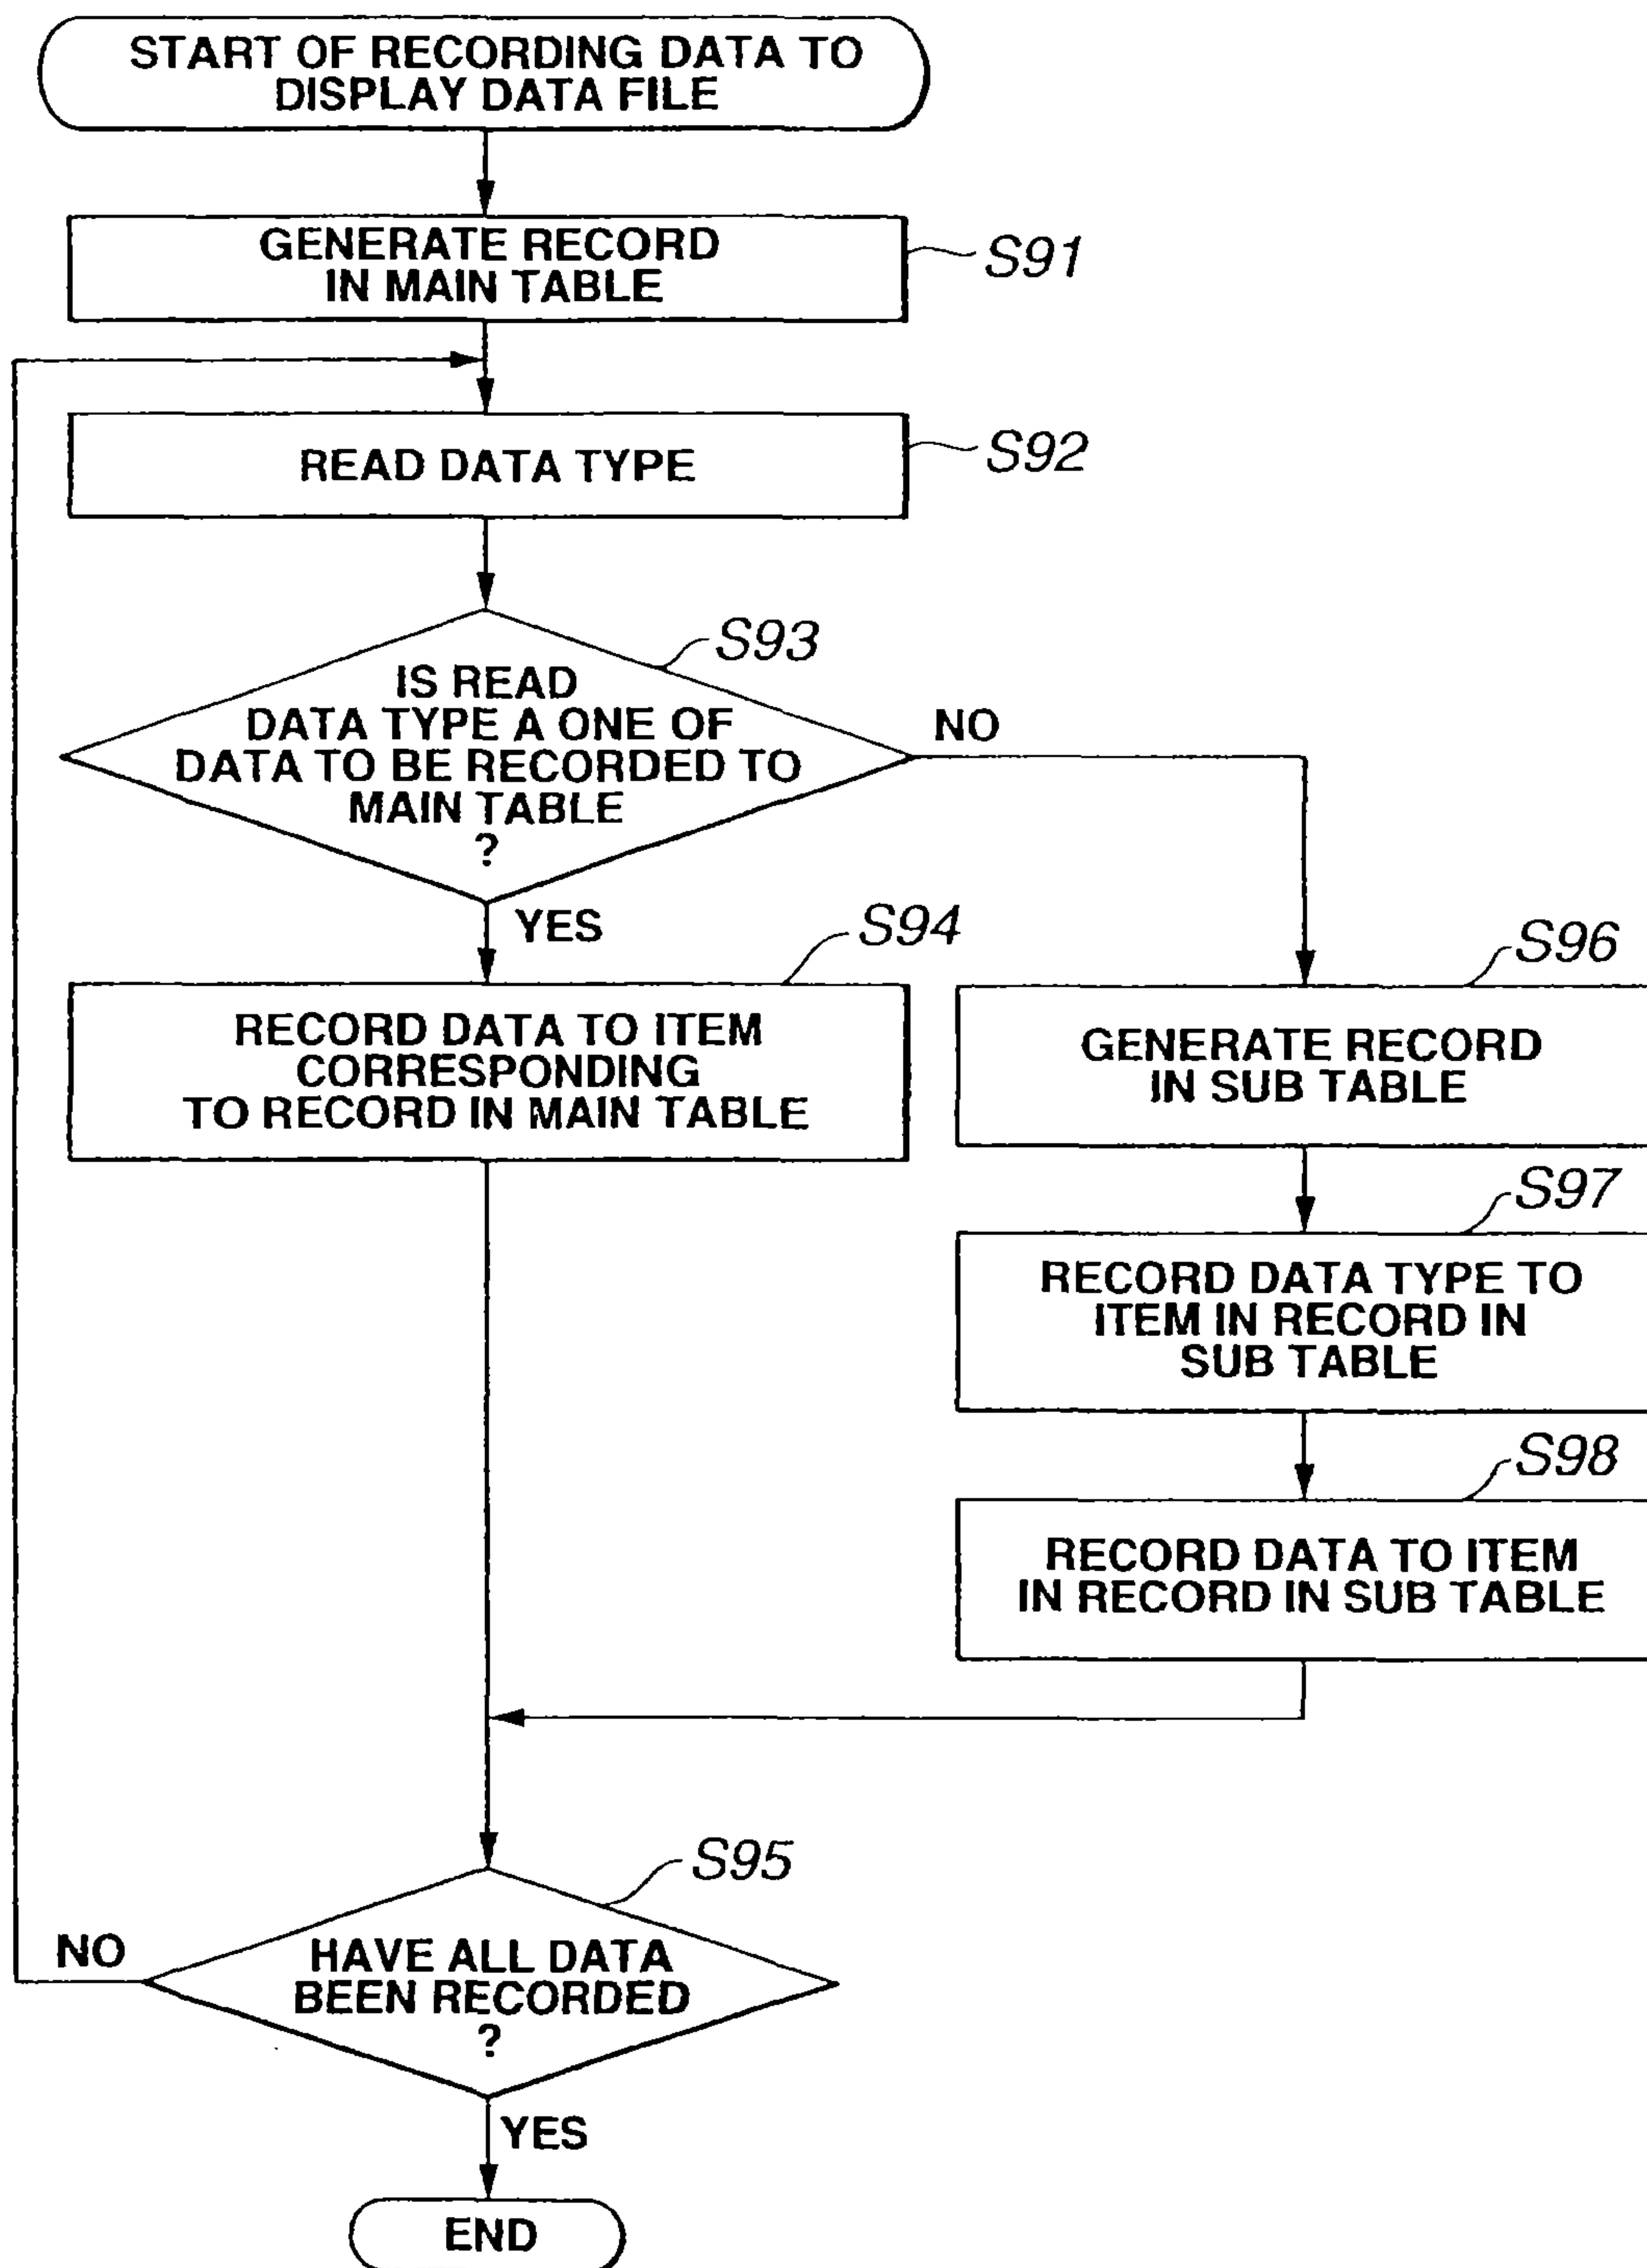 START OF RECORDING DATA TO
DISPLAY DATA FILE
GENERATE RECORD
IN MAIN TABLE
S91
READ DATA TYPE
S92
S93
IS READ
DATA TYPE A ONE OF
DATA TO BE RECORDED TO
MAIN TABLE
?
NO
YES
S94
RECORD DATA TO ITEM
CORRESPONDING
TO RECORD IN MAIN TABLE
S96
GENERATE RECORD
IN SUB TABLE
S97
RECORD DATA TYPE TO
ITEM IN RECORD IN
SUB TABLE
S98
RECORD DATA TO ITEM
IN RECORD IN SUB TABLE
S95
HAVE ALL DATA
BEEN RECORDED
?
NO
YES
END